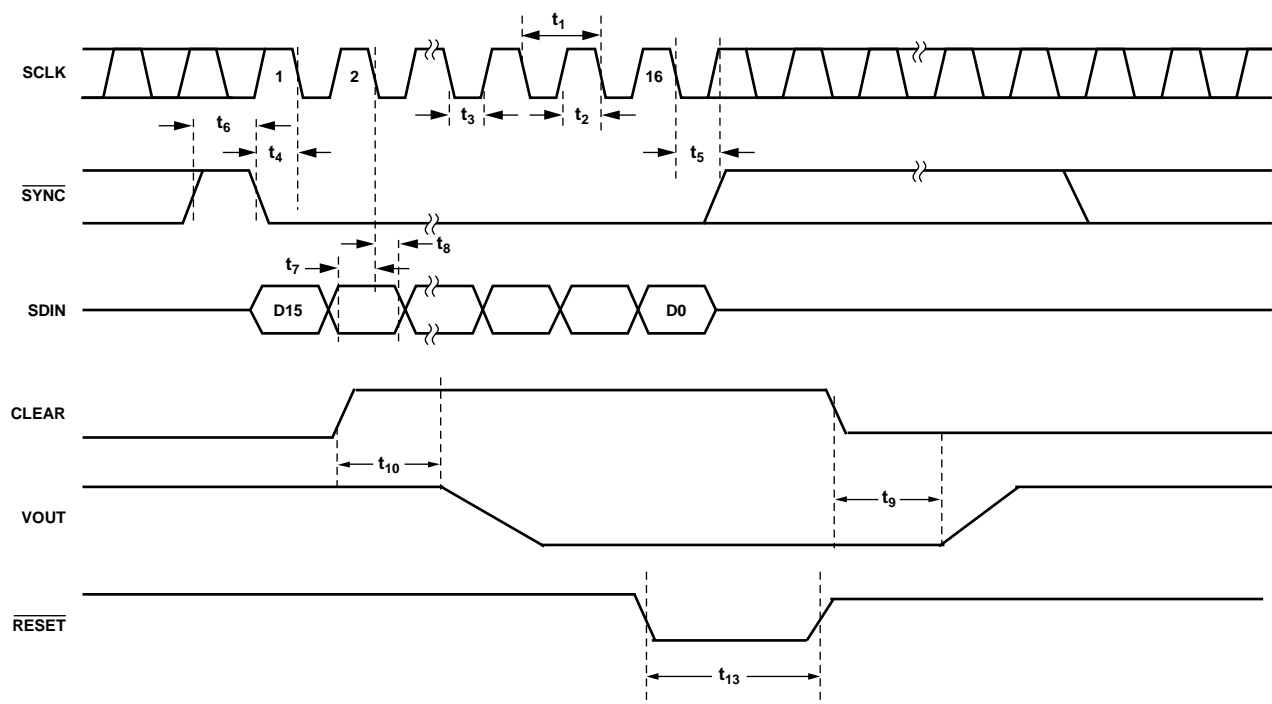 t1
SCLK
1
2
16
t6
t3
t2
t4
t5
SYNC
t8
t7
SDIN
D15
D0
CLEAR
t10
t9
VOUT
RESET
t13